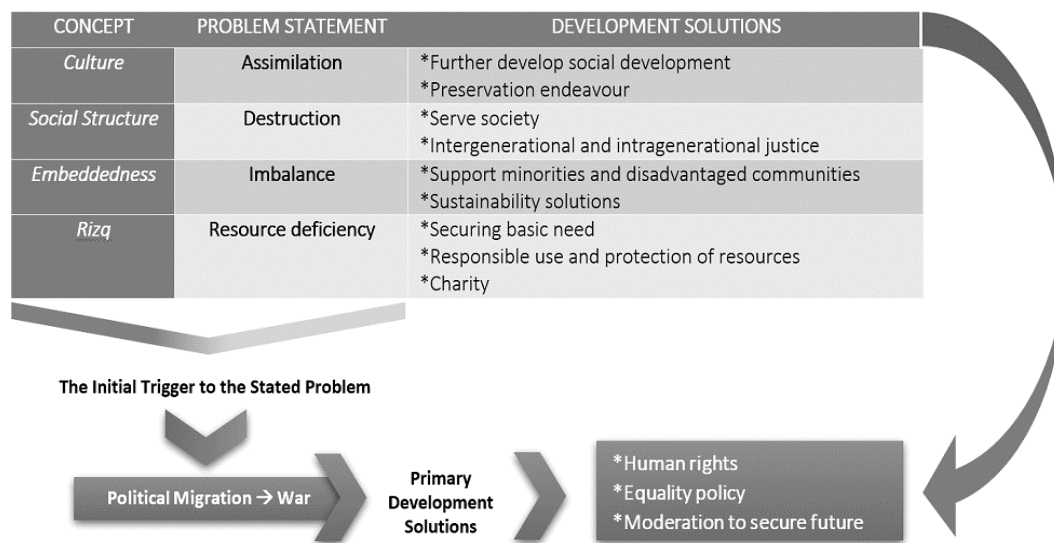 CONCEPT PROBLEM STATEMENT DEVELOPMENT SOLUTIONS
Culture Assimilation *Further develop social development
*Preservation endeavour
Social Structure Destruction *Serve society
*Intergenerational and intragenerational justice
Embeddedness Imbalance *Support minorities and disadvantaged communities
*Sustainability solutions
Rizq Resource deficiency *Securing basic need
*Responsible use and protection of resources
*Charity
The Initial Trigger to the Stated Problem
Political Migration → War
Primary
Development
Solutions
*Human rights
*Equality policy
*Moderation to secure future